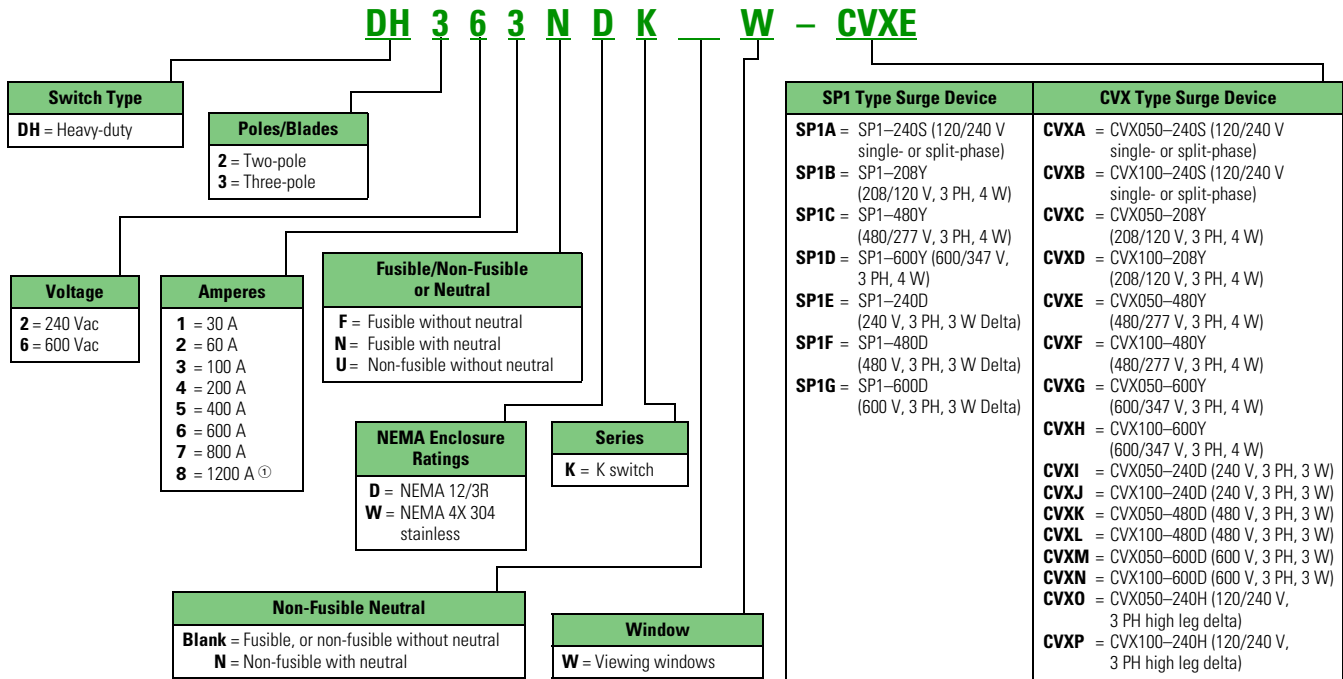 DH 3 6 3 N D K W – CVXE
Switch Type
DH = Heavy-duty
Poles/Blades
2 = Two-pole
3 = Three-pole
Voltage
2 = 240 Vac
6 = 600 Vac
Amperes
1 = 30 A
2 = 60 A
3 = 100 A
4 = 200 A
5 = 400 A
6 = 600 A
7 = 800 A
8 = 1200 A ①
Fusible/Non-Fusible
or Neutral
F = Fusible without neutral
N = Fusible with neutral
U = Non-fusible without neutral
NEMA Enclosure
Ratings
D = NEMA 12/3R
W = NEMA 4X 304
stainless
Series
K = K switch
Non-Fusible Neutral
Blank = Fusible, or non-fusible without neutral
N = Non-fusible with neutral
Window
W = Viewing windows
SP1 Type Surge Device
SP1A = SP1–240S (120/240 V
single- or split-phase)
SP1B = SP1–208Y
(208/120 V, 3 PH, 4 W)
SP1C = SP1–480Y
(480/277 V, 3 PH, 4 W)
SP1D = SP1–600Y (600/347 V,
3 PH, 4 W)
SP1E = SP1–240D
(240 V, 3 PH, 3 W Delta)
SP1F = SP1–480D
(480 V, 3 PH, 3 W Delta)
SP1G = SP1–600D
(600 V, 3 PH, 3 W Delta)
CVX Type Surge Device
CVXA = CVX050–240S (120/240 V
single- or split-phase)
CVXB = CVX100–240S (120/240 V
single- or split-phase)
CVXC = CVX050–208Y
(208/120 V, 3 PH, 4 W)
CVXD = CVX100–208Y
(208/120 V, 3 PH, 4 W)
CVXE = CVX050–480Y
(480/277 V, 3 PH, 4 W)
CVXF = CVX100–480Y
(480/277 V, 3 PH, 4 W)
CVXG = CVX050–600Y
(600/347 V, 3 PH, 4 W)
CVXH = CVX100–600Y
(600/347 V, 3 PH, 4 W)
CVXI = CVX050–240D (240 V, 3 PH, 3 W)
CVXJ = CVX100–240D (240 V, 3 PH, 3 W)
CVXK = CVX050–480D (480 V, 3 PH, 3 W)
CVXL = CVX100–480D (480 V, 3 PH, 3 W)
CVXM = CVX050–600D (600 V, 3 PH, 3 W)
CVXN = CVX100–600D (600 V, 3 PH, 3 W)
CVXO = CVX050–240H (120/240 V,
3 PH high leg delta)
CVXP = CVX100–240H (120/240 V,
3 PH high leg delta)